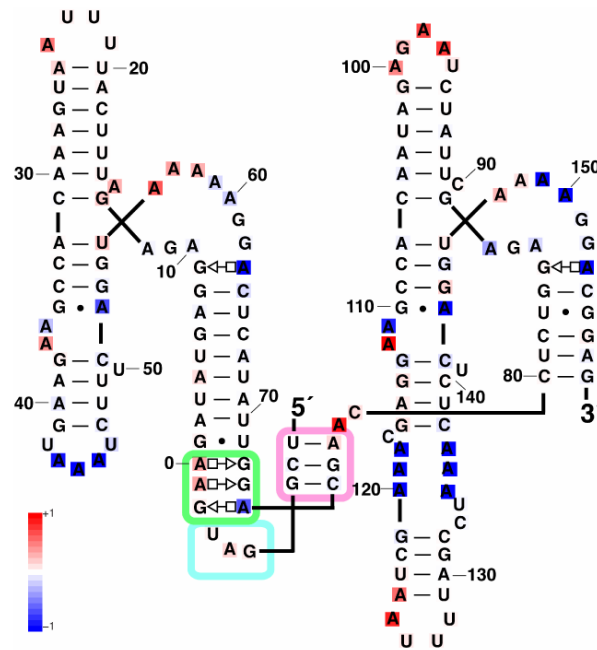 U U
A U G A A
A U 20 100 A U
U A G C
G C A U
A U U C
A U A U
A U A U
30 A U A U 90 150
C G A A A A A A 60 C G C A A A A
A U A G A A G A U A G A G
C G 10 G G C G G G
C G G A C G G A
G A G C 110 G A U G
A A U A C U G
A C U A A C U C G
G U U 50 A U G C U C A
A U A A G U 80 C G
A C U A G C 140 G
40 U C A U 70 5´ C A A U 3
A A A G U U A C A C A
0 A G C G A A
A G G C 120 A A
G A U
U A G G C C
C G
U A 130
A G
A U
A U
U U
+1
−1